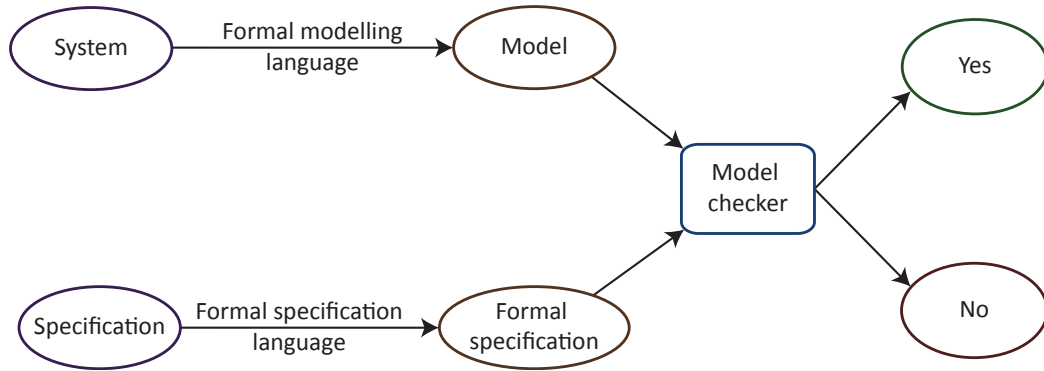 System
Formal modelling
language
Model
Yes
Model
checker
Specification
Formal specification
language
Formal
specification
No